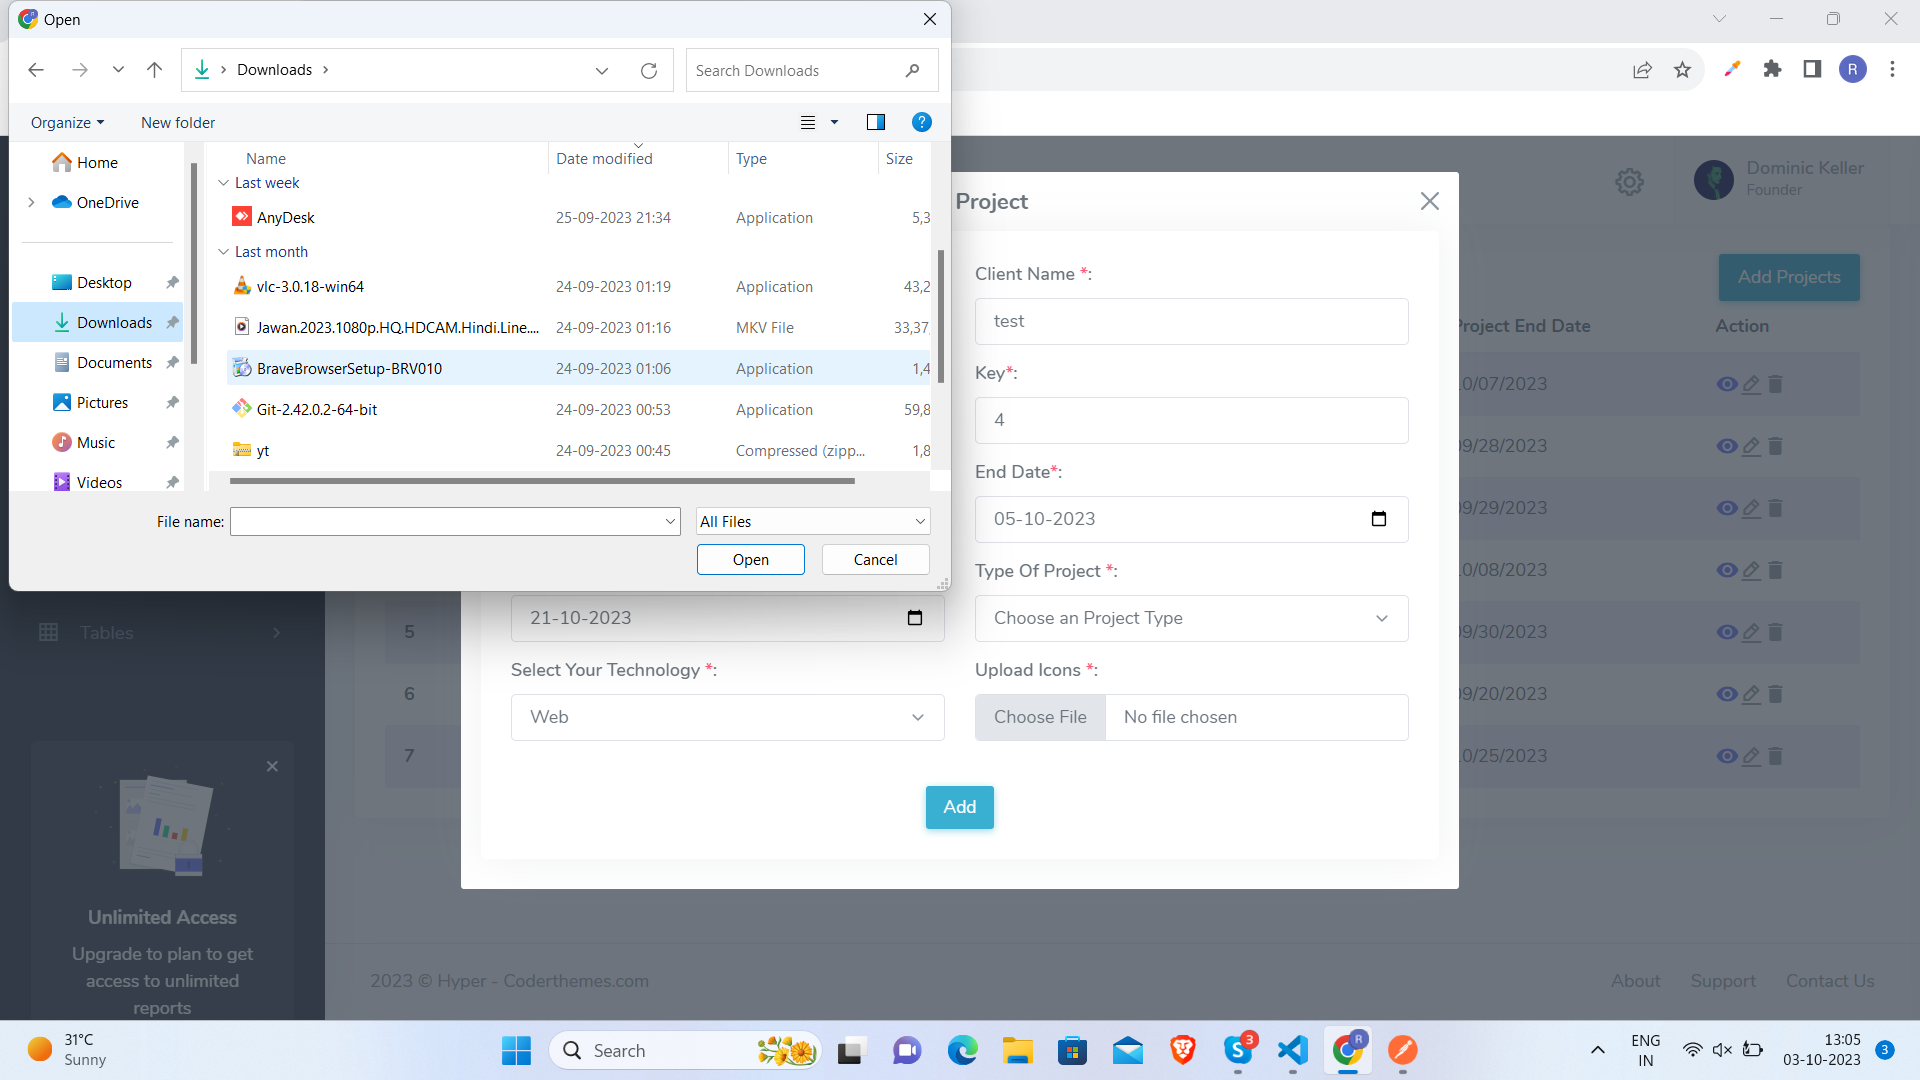 Open
Downloads
Search Downloads
Organize
New folder
Home
OneDrive
Desktop
Downloads
Documents
Pictures
Music
Videos
Name
Date modified
Type
Size
Last week
AnyDesk
25-09-2023 21:34
Application
5,3
Last month
vlc-3.0.18-win64
24-09-2023 01:19
Application
43,2
Jawan.2023.1080p.HQ.HDCAM.Hindi.Line....
24-09-2023 01:16
MKV File
33,37,
BraveBrowserSetup-BRV010
24-09-2023 01:06
Application
1,4
Git-2.42.0.2-64-bit
24-09-2023 00:53
Application
59,8
yt
24-09-2023 00:45
Compressed (zipp...
1,8
File name:
All Files
Open
Cancel
R
Dominic Keller
Founder
Project
Add Projects
Client Name *:
test
Key*:
4
End Date*:
05-10-2023
Type Of Project *:
21-10-2023
Choose an Project Type
Select Your Technology *:
Upload Icons *:
Web
Choose File
No file chosen
Add
Project End Date
Action
10/07/2023
09/28/2023
09/29/2023
10/08/2023
5
09/30/2023
6
09/20/2023
7
10/25/2023
Tables
Unlimited Access
Upgrade to plan to get
access to unlimited
reports
2023 © Hyper - Coderthemes.com
About
Support
Contact Us
31°C
Sunny
Search
3
R
ENG
IN
13:05
03-10-2023
3